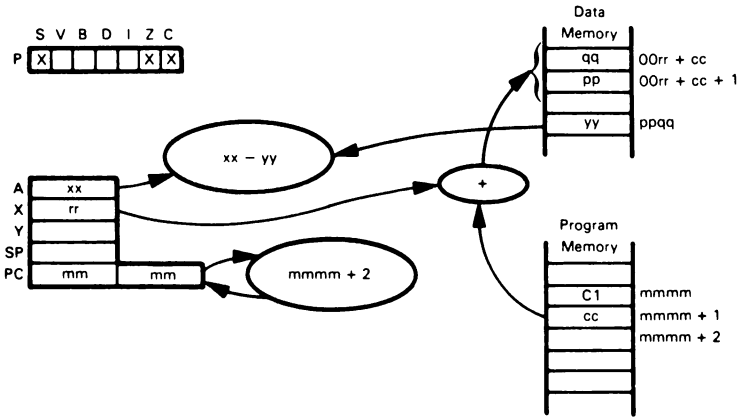 Data
Memory
S V B D I Z C
P X X X
qq 00rr + cc
pp 00rr + cc + 1
yy ppqq
xx − yy
A xx
X rr
Y
SP
PC mm mm
mmmm + 2
+
Program
Memory
C1 mmmm
cc mmmm + 1
mmmm + 2